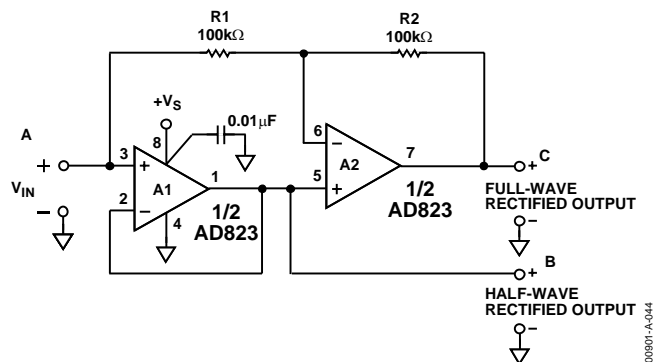 R1
100kΩ
R2
100kΩ
+VS
0.01µF
A
+
VIN
−
8
3
+
A1
2
−
4
1
1/2
AD823
6
−
A2
5
+
7
1/2
AD823
+ C
FULL-WAVE
RECTIFIED OUTPUT
−
+ B
HALF-WAVE
RECTIFIED OUTPUT
−
00901-A-044